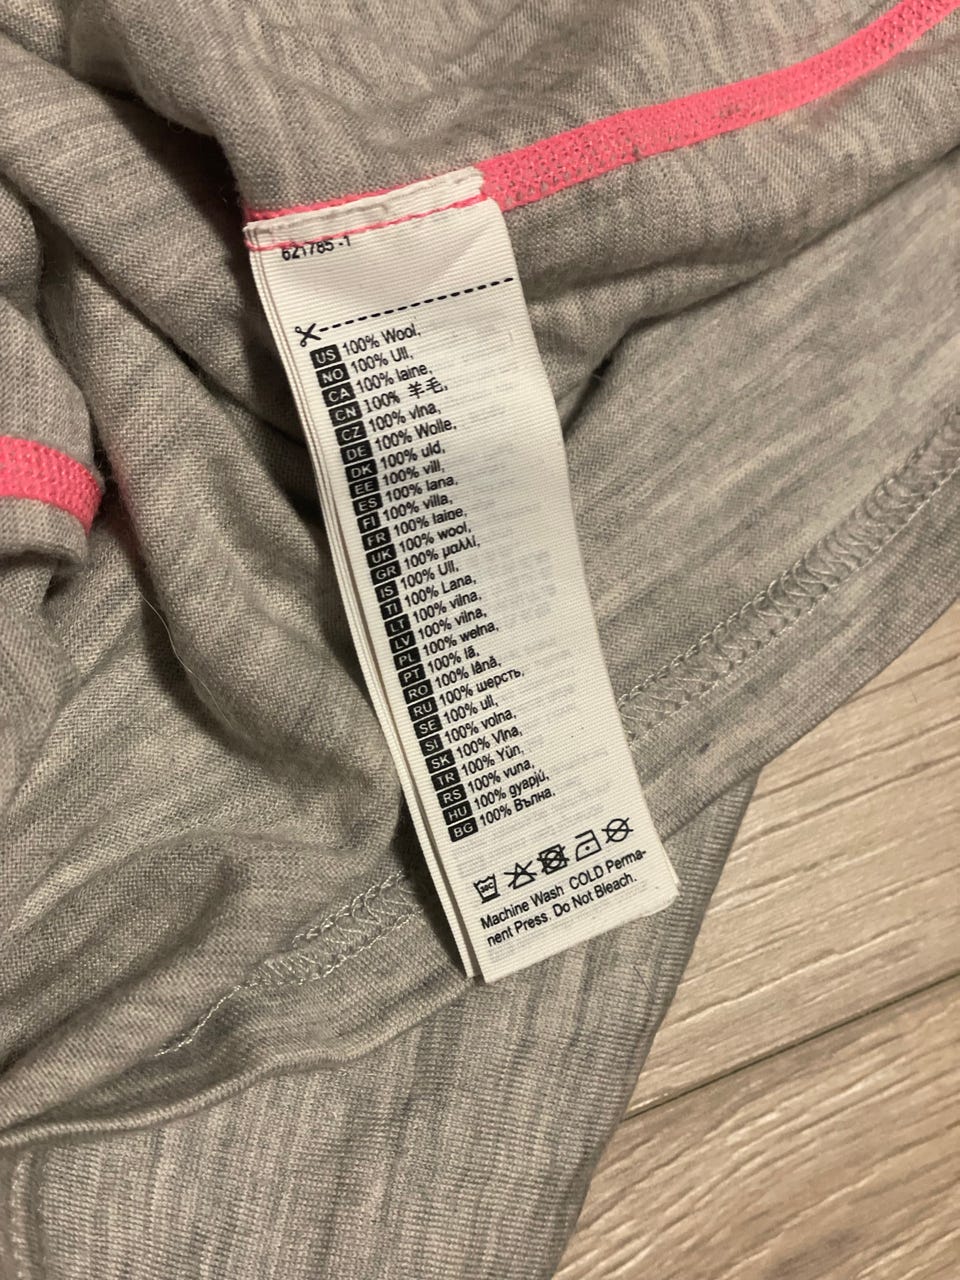 621785 -1
US 100% Wool,
NO 100% Ull,
CA 100% laine,
CN 100% 羊毛,
CZ 100% vlna,
DE 100% Wolle,
DK 100% uld,
EE 100% vill,
ES 100% lana,
FI 100% villa,
FR 100% laine,
UK 100% wool,
GR 100% μαλλί,
IS 100% Ull,
TI 100% Lana,
LT 100% vilna,
LV 100% vilna,
PL 100% wełna,
PT 100% lã,
RO 100% lână,
RU 100% шерсть,
SE 100% ull,
SI 100% volna,
SK 100% Vlna,
TR 100% Yün,
RS 100% vuna,
HU 100% gyapjú,
BG 100% Вълна,
30C
Machine Wash COLD Perma-
nent Press. Do Not Bleach.